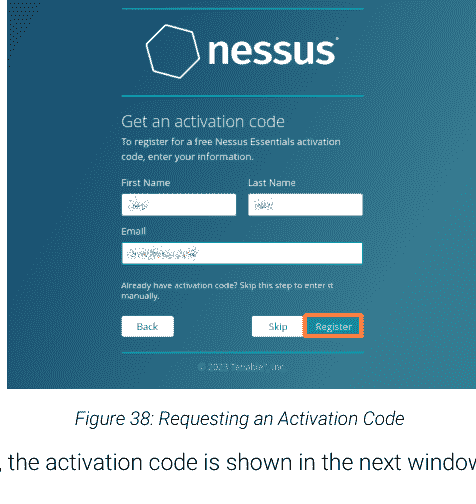 nessus
Get an activation code
To register for a free Nessus Essentials activation
code, enter your information.
First Name Last Name
Email
Already have activation code? Skip this step to enter it
manually.
Back Skip Register
© 2023 Tenable™, Inc.
Figure 38: Requesting an Activation Code
, the activation code is shown in the next window